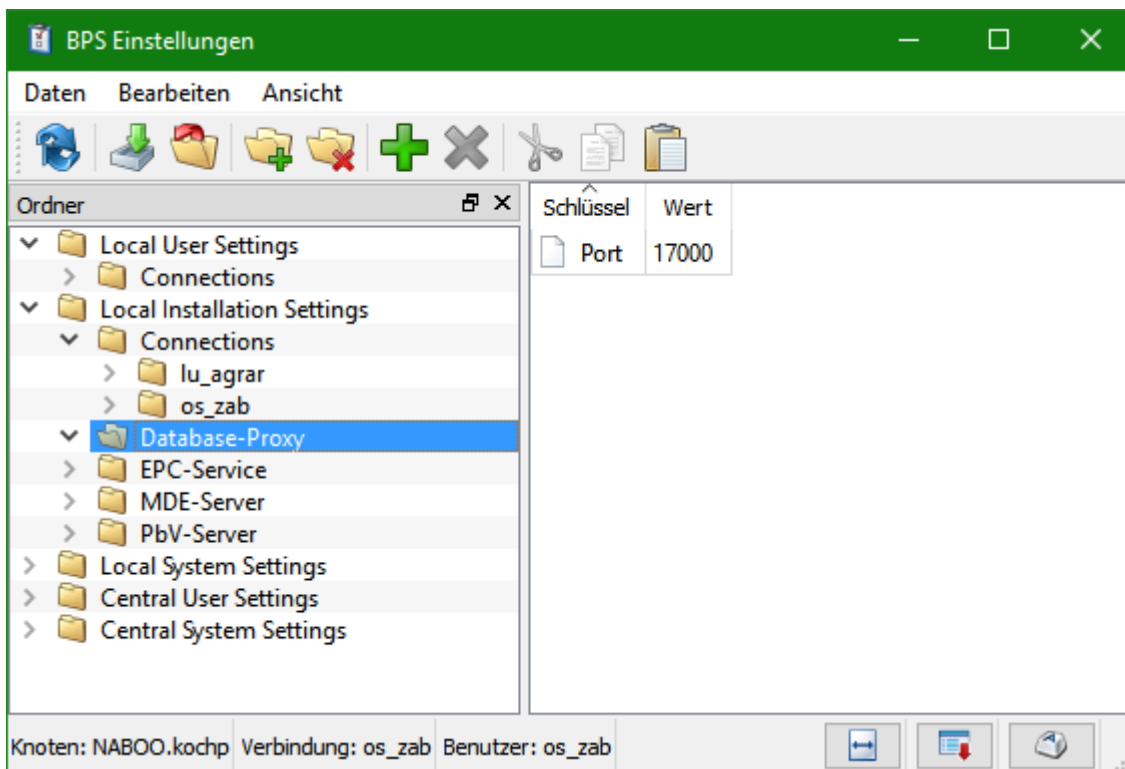 BPS Einstellungen
Daten Bearbeiten Ansicht
Ordner
Local User Settings
Connections
Local Installation Settings
Connections
lu_agrar
os_zab
Database-Proxy
EPC-Service
MDE-Server
PbV-Server
Local System Settings
Central User Settings
Central System Settings
Schlüssel Wert
Port 17000
Knoten: NABOO.kochp Verbindung: os_zab Benutzer: os_zab